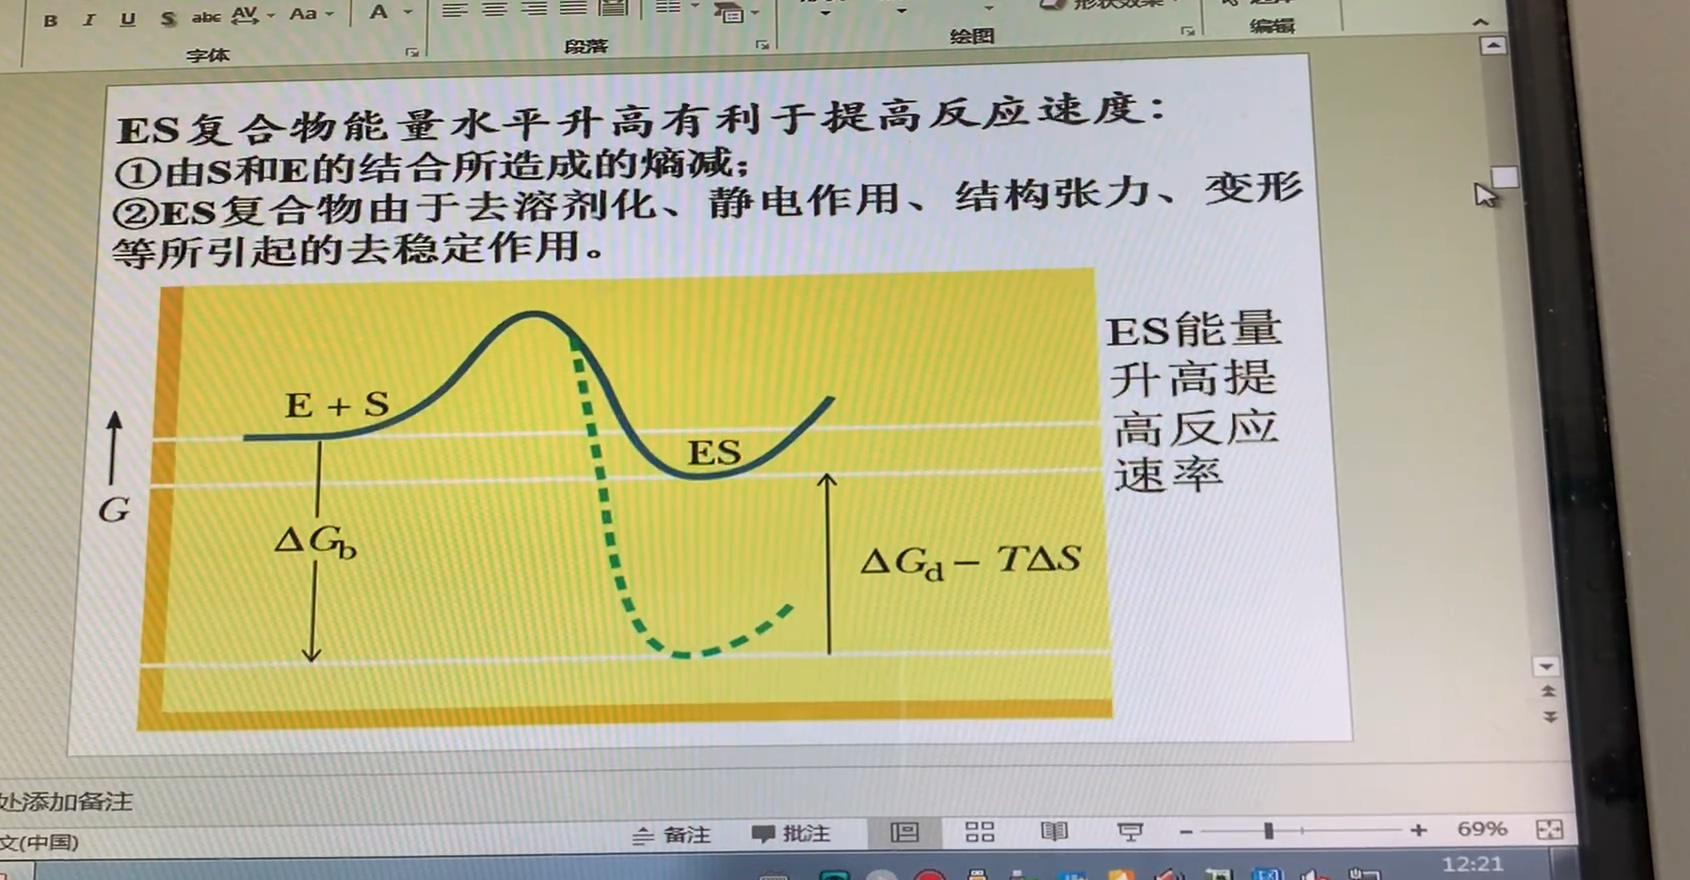 B I U S abc AV Aa A
字体
段落
绘图
编辑
ES复合物能量水平升高有利于提高反应速度：
①由S和E的结合所造成的熵减；
②ES复合物由于去溶剂化、静电作用、结构张力、变形
等所引起的去稳定作用。
E + S
ES
G
ΔGb
ΔGd − TΔS
ES能量
升高提
高反应
速率
处添加备注
文(中国)
备注
批注
69%
12:21